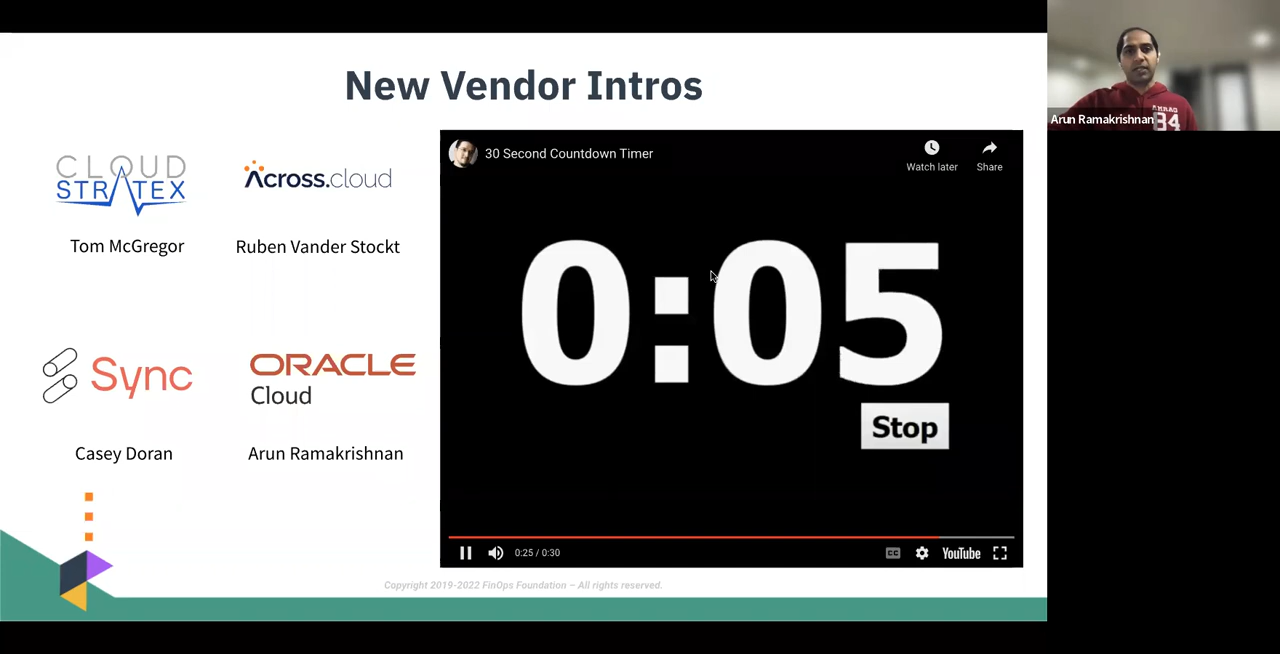 New Vendor Intros
CLOUD
STRATEX
Across.cloud
Tom McGregor
Ruben Vander Stockt
Sync
ORACLE
Cloud
Casey Doran
Arun Ramakrishnan
30 Second Countdown Timer
Watch later
Share
0:05
Stop
0:25 / 0:30
CC
YouTube
Copyright 2019-2022 FinOps Foundation – All rights reserved.
Arun Ramakrishnan
34